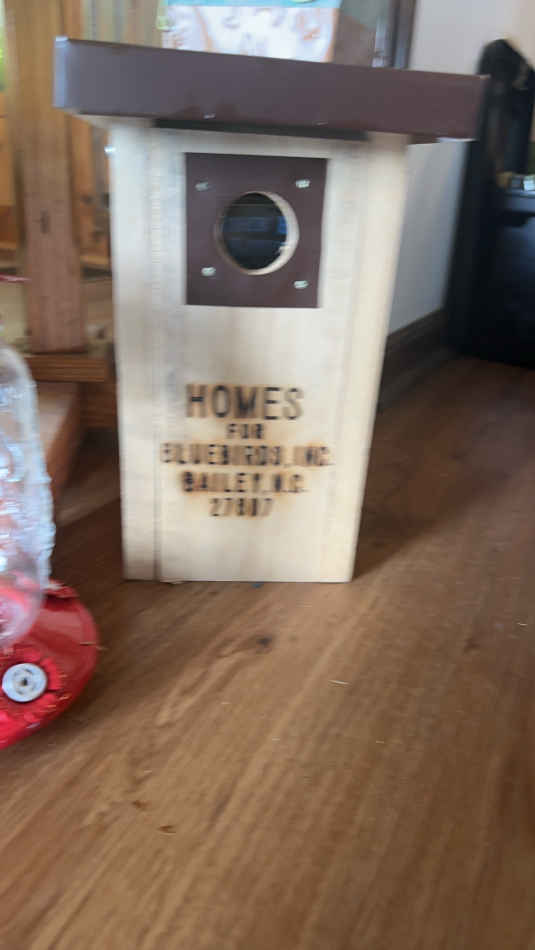 HOMES
FOR
BLUEBIRDS, INC.
BAILEY, N.C.
27807